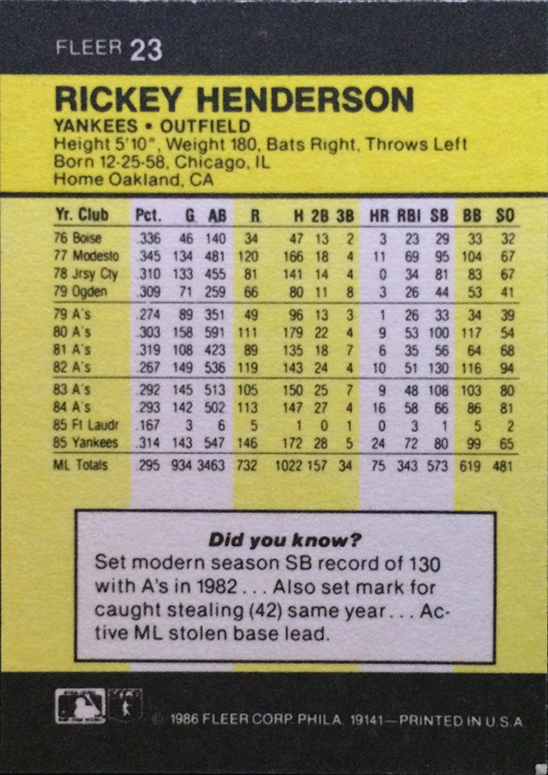 FLEER 23
RICKEY HENDERSON
YANKEES • OUTFIELD
Height 5'10", Weight 180, Bats Right, Throws Left
Born 12-25-58, Chicago, IL
Home Oakland, CA
Yr. Club Pct. G AB R H 2B 3B HR RBI SB BB SO
76 Boise .336 46 140 34 47 13 2 3 23 29 33 32
77 Modesto .345 134 481 120 166 18 4 11 69 95 104 67
78 Jrsy Cty .310 133 455 81 141 14 4 0 34 81 83 67
79 Ogden .309 71 259 66 80 11 8 3 26 44 53 41
79 A's .274 89 351 49 96 13 3 1 26 33 34 39
80 A's .303 158 591 111 179 22 4 9 53 100 117 54
81 A's .319 108 423 89 135 18 7 6 35 56 64 68
82 A's .267 149 536 119 143 24 4 10 51 130 116 94
83 A's .292 145 513 105 150 25 7 9 48 108 103 80
84 A's .293 142 502 113 147 27 4 16 58 66 86 81
85 Ft Laudr .167 3 6 5 1 0 1 0 3 1 5 2
85 Yankees .314 143 547 146 172 28 5 24 72 80 99 65
ML Totals .295 934 3463 732 1022 157 34 75 343 573 619 481
Did you know?
Set modern season SB record of 130
with A's in 1982 . . . Also set mark for
caught stealing (42) same year . . . Ac-
tive ML stolen base lead.
© 1986 FLEER CORP. PHILA. 19141—PRINTED IN U.S.A.